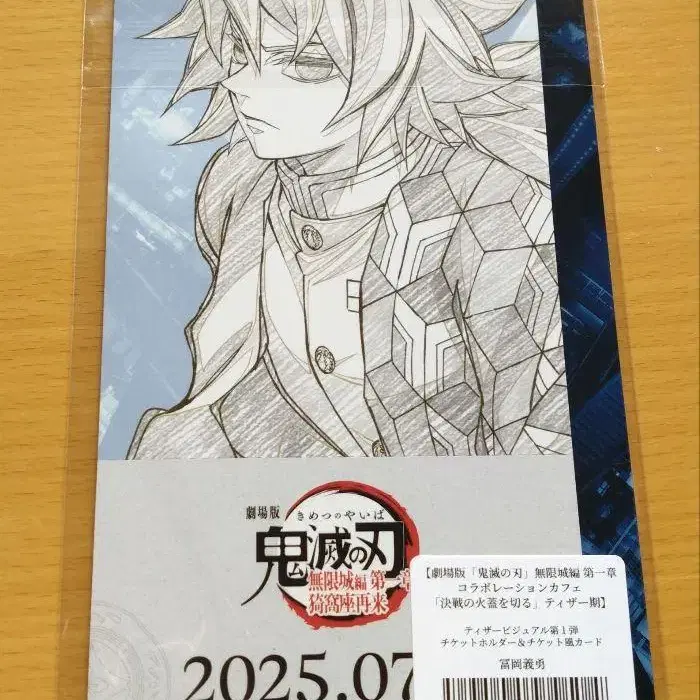 劇場版
きめつのやいば
鬼滅の刃
無限城編 第一章
猗窩座再来
2025.07
【劇場版「鬼滅の刃」無限城編 第一章
コラボレーションカフェ
「決戦の火蓋を切る」ティザー期】
ティザービジュアル第1弾
チケットホルダー&チケット風カード
冨岡義勇